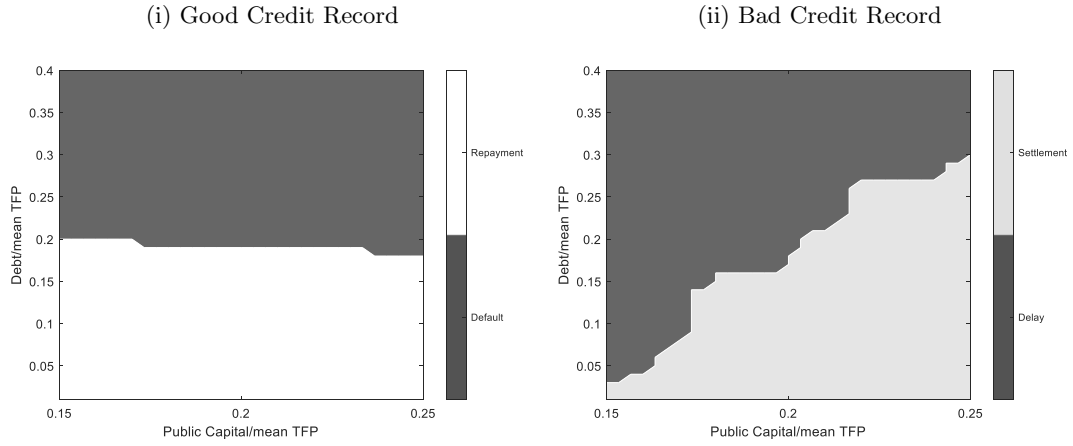 (i) Good Credit Record
0.4
0.35
0.3
0.25
0.2
0.15
0.1
0.05
Debt/mean TFP
0.15
0.2
0.25
Public Capital/mean TFP
Repayment
Default
(ii) Bad Credit Record
0.4
0.35
0.3
0.25
0.2
0.15
0.1
0.05
Debt/mean TFP
0.15
0.2
0.25
Public Capital/mean TFP
Settlement
Delay